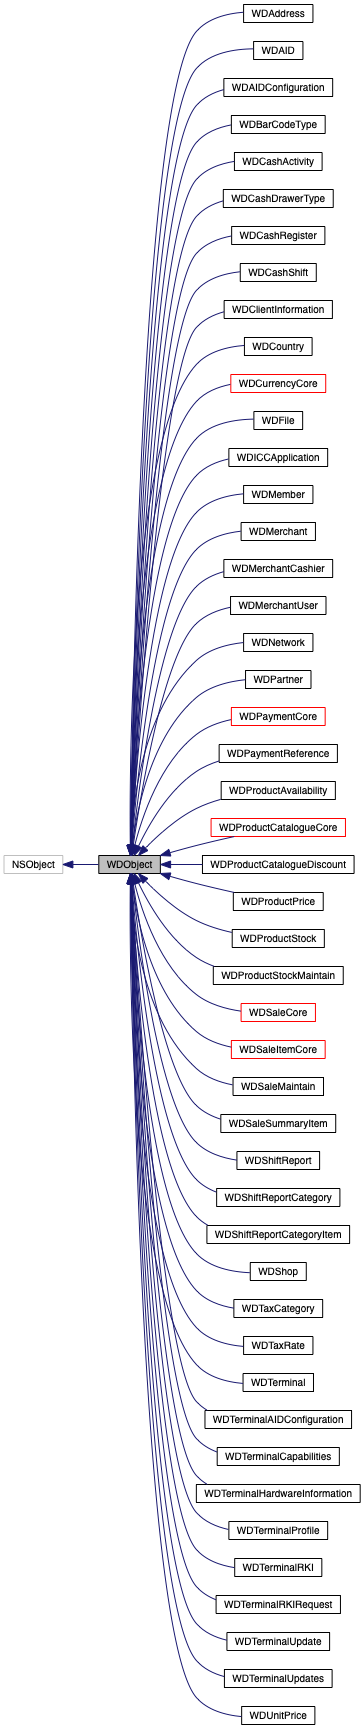 WDAddress
WDAID
WDAIDConfiguration
WDBarCodeType
WDCashActivity
WDCashDrawerType
WDCashRegister
WDCashShift
WDClientInformation
WDCountry
WDCurrencyCore
WDFile
WDICCApplication
WDMember
WDMerchant
WDMerchantCashier
WDMerchantUser
WDNetwork
WDPartner
WDPaymentCore
WDPaymentReference
WDProductAvailability
WDProductCatalogueCore
NSObject
WDObject
WDProductCatalogueDiscount
WDProductPrice
WDProductStock
WDProductStockMaintain
WDSaleCore
WDSaleItemCore
WDSaleMaintain
WDSaleSummaryItem
WDShiftReport
WDShiftReportCategory
WDShiftReportCategoryItem
WDShop
WDTaxCategory
WDTaxRate
WDTerminal
WDTerminalAIDConfiguration
WDTerminalCapabilities
WDTerminalHardwareInformation
WDTerminalProfile
WDTerminalRKI
WDTerminalRKIRequest
WDTerminalUpdate
WDTerminalUpdates
WDUnitPrice